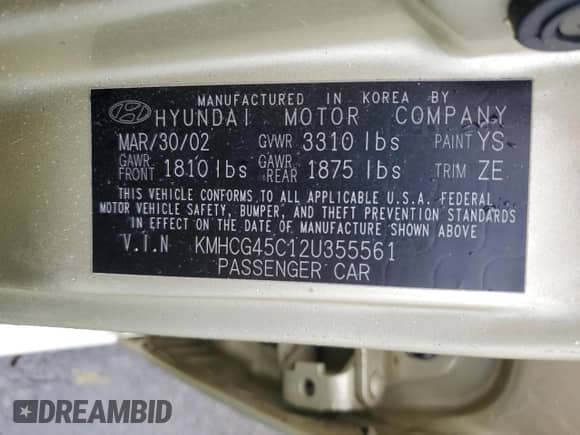 MANUFACTURED IN KOREA BY
HYUNDAI MOTOR COMPANY
MAR/30/02 GVWR 3310 lbs PAINT YS
GAWR FRONT 1810 lbs GAWR REAR 1875 lbs TRIM ZE
THIS VEHICLE CONFORMS TO ALL APPLICABLE U.S.A. FEDERAL
MOTOR VEHICLE SAFETY, BUMPER, AND THEFT PREVENTION STANDARDS
IN EFFECT ON THE DATE OF MANUFACTURE SHOWN ABOVE.
V.I.N KMHCG45C12U355561
PASSENGER CAR
DREAMBID